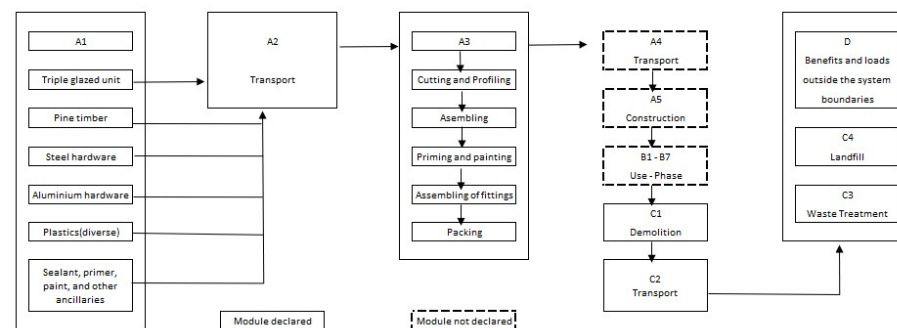 A1
Triple glazed unit
Pine timber
Steel hardware
Aluminium hardware
Plastics(diverse)
Sealant, primer,
paint, and other
ancillaries
A2
Transport
Module declared
A3
Cutting and Profiling
Asembling
Priming and painting
Assembling of fittings
Packing
Module not declared
A4
Transport
A5
Construction
B1 - B7
Use - Phase
C1
Demolition
C2
Transport
D
Benefits and loads
outside the system
boundaries
C4
Landfill
C3
Waste Treatment